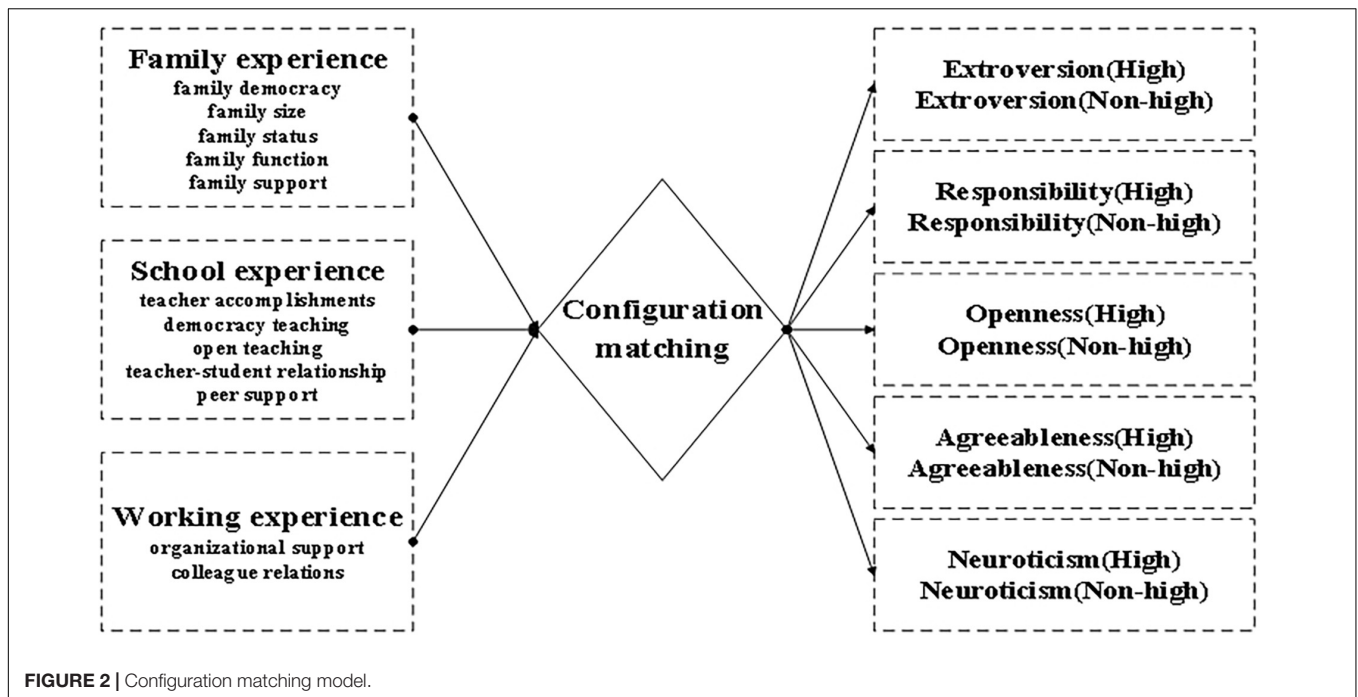 Family experience
family democracy
family size
family status
family function
family support
School experience
teacher accomplishments
democracy teaching
open teaching
teacher-student relationship
peer support
Working experience
organizational support
colleague relations
Configuration
matching
Extroversion(High)
Extroversion(Non-high)
Responsibility(High)
Responsibility(Non-high)
Openness(High)
Openness(Non-high)
Agreeableness(High)
Agreeableness(Non-high)
Neuroticism(High)
Neuroticism(Non-high)
FIGURE 2 | Configuration matching model.